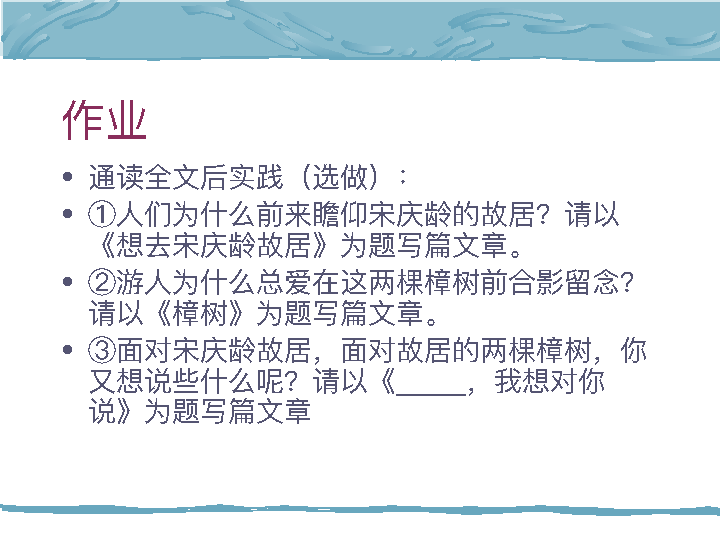 作业
• 通读全文后实践（选做）：
• ①人们为什么前来瞻仰宋庆龄的故居？请以
《想去宋庆龄故居》为题写篇文章。
• ②游人为什么总爱在这两棵樟树前合影留念？
请以《樟树》为题写篇文章。
• ③面对宋庆龄故居，面对故居的两棵樟树，你
又想说些什么呢？请以《_____，我想对你
说》为题写篇文章